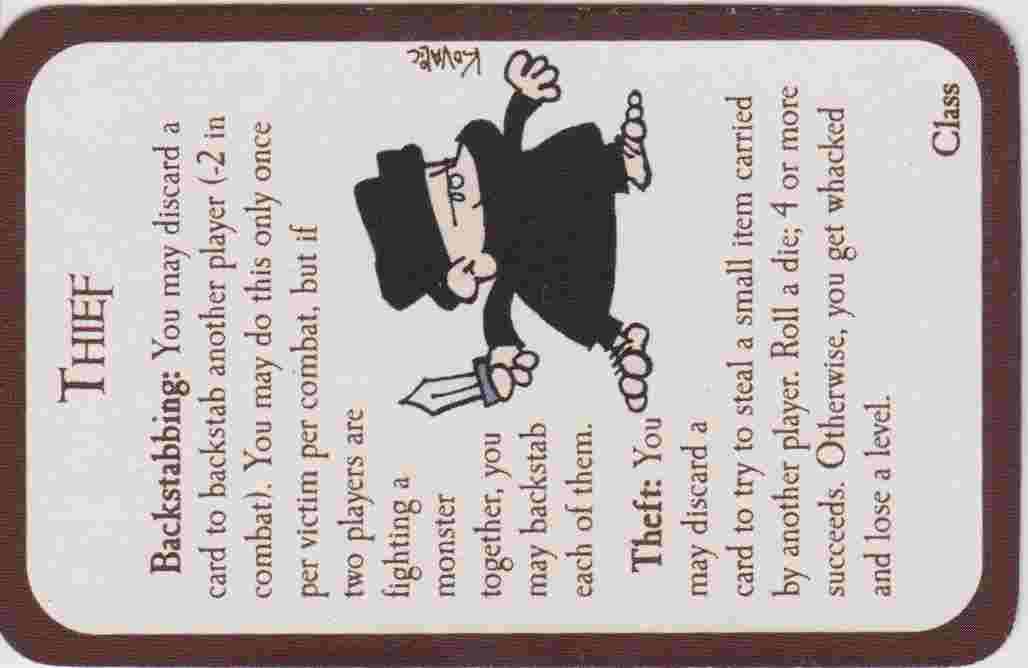 THIEF
Backstabbing: You may discard a
card to backstab another player (-2 in
combat). You may do this only once
per victim per combat, but if
two players are
fighting a
monster
together, you
may backstab
each of them.
Theft: You
may discard a
card to try to steal a small item carried
by another player. Roll a die; 4 or more
succeeds. Otherwise, you get whacked
and lose a level.
KOVALIC
Class